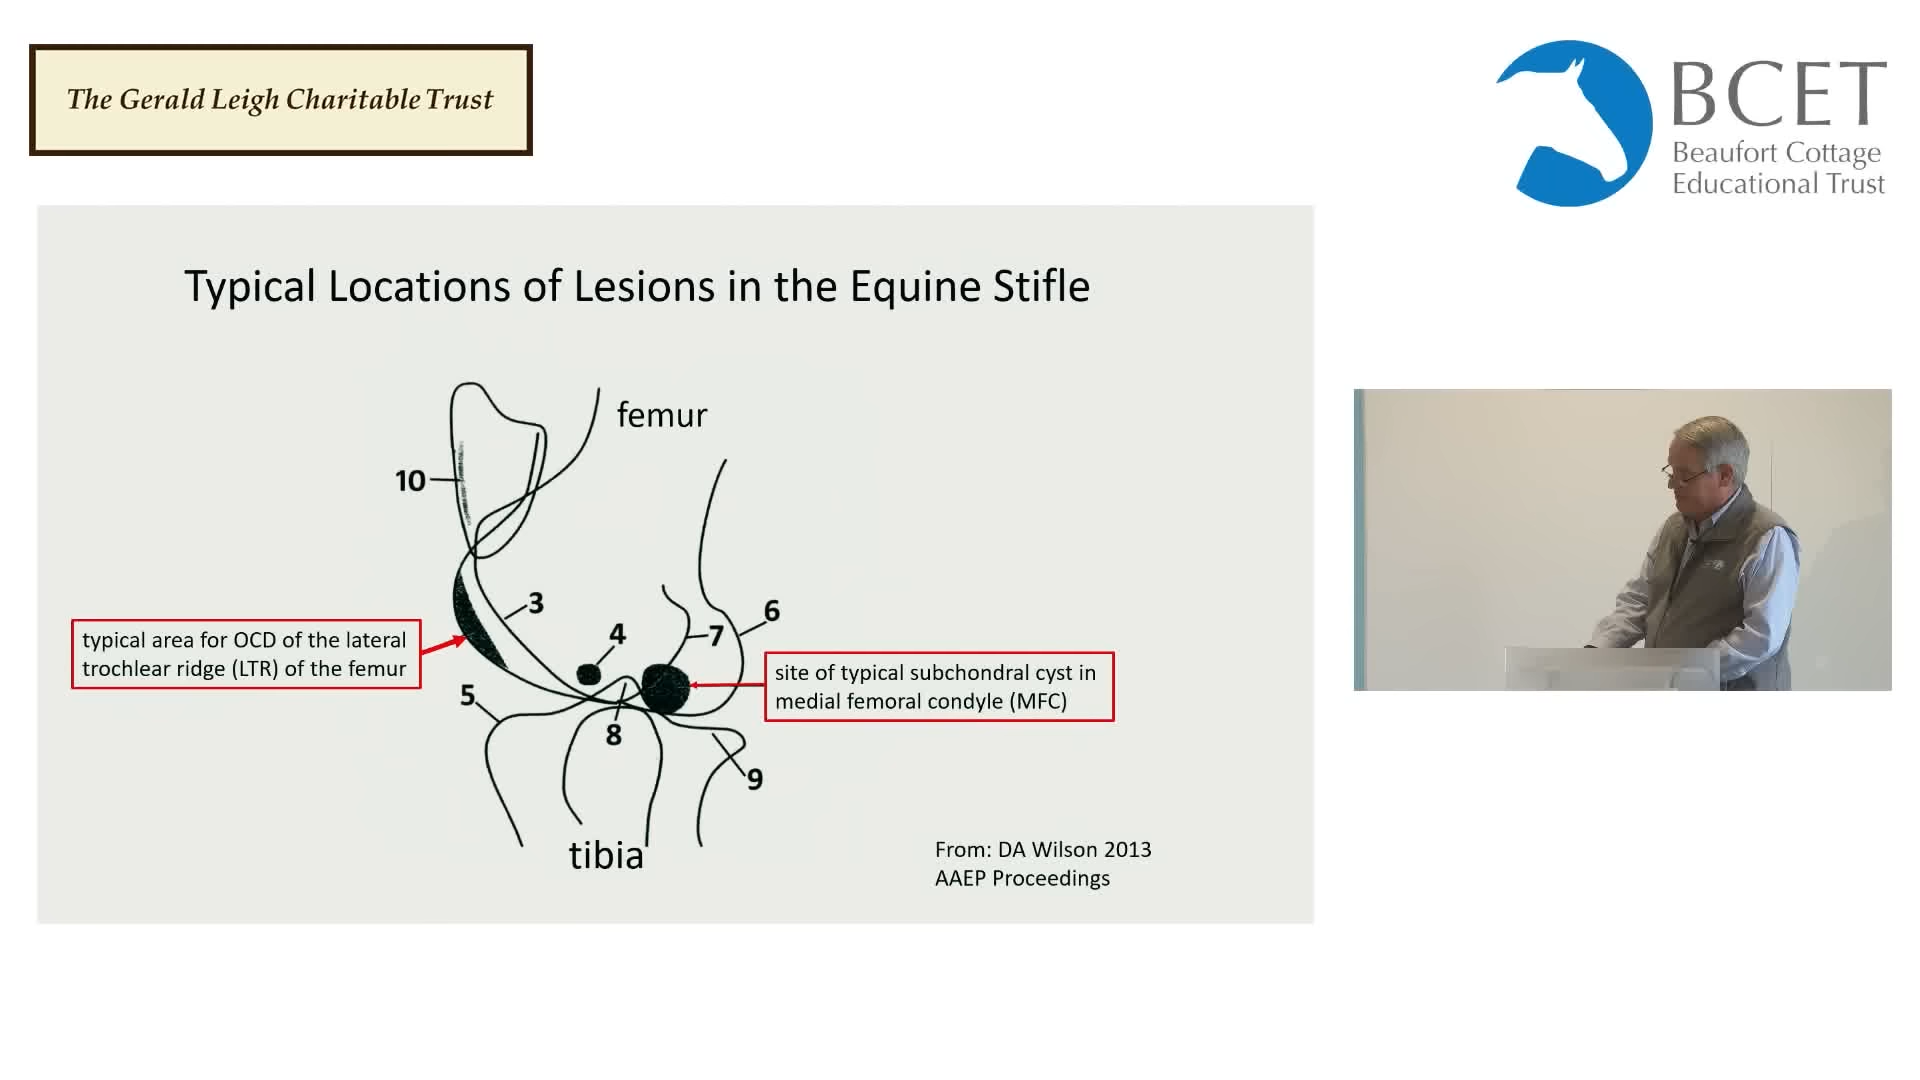 The Gerald Leigh Charitable Trust
BCET
Beaufort Cottage
Educational Trust
Typical Locations of Lesions in the Equine Stifle
femur
10
3
4
6
7
typical area for OCD of the lateral
trochlear ridge (LTR) of the femur
site of typical subchondral cyst in
medial femoral condyle (MFC)
5
8
9
tibia
From: DA Wilson 2013
AAEP Proceedings